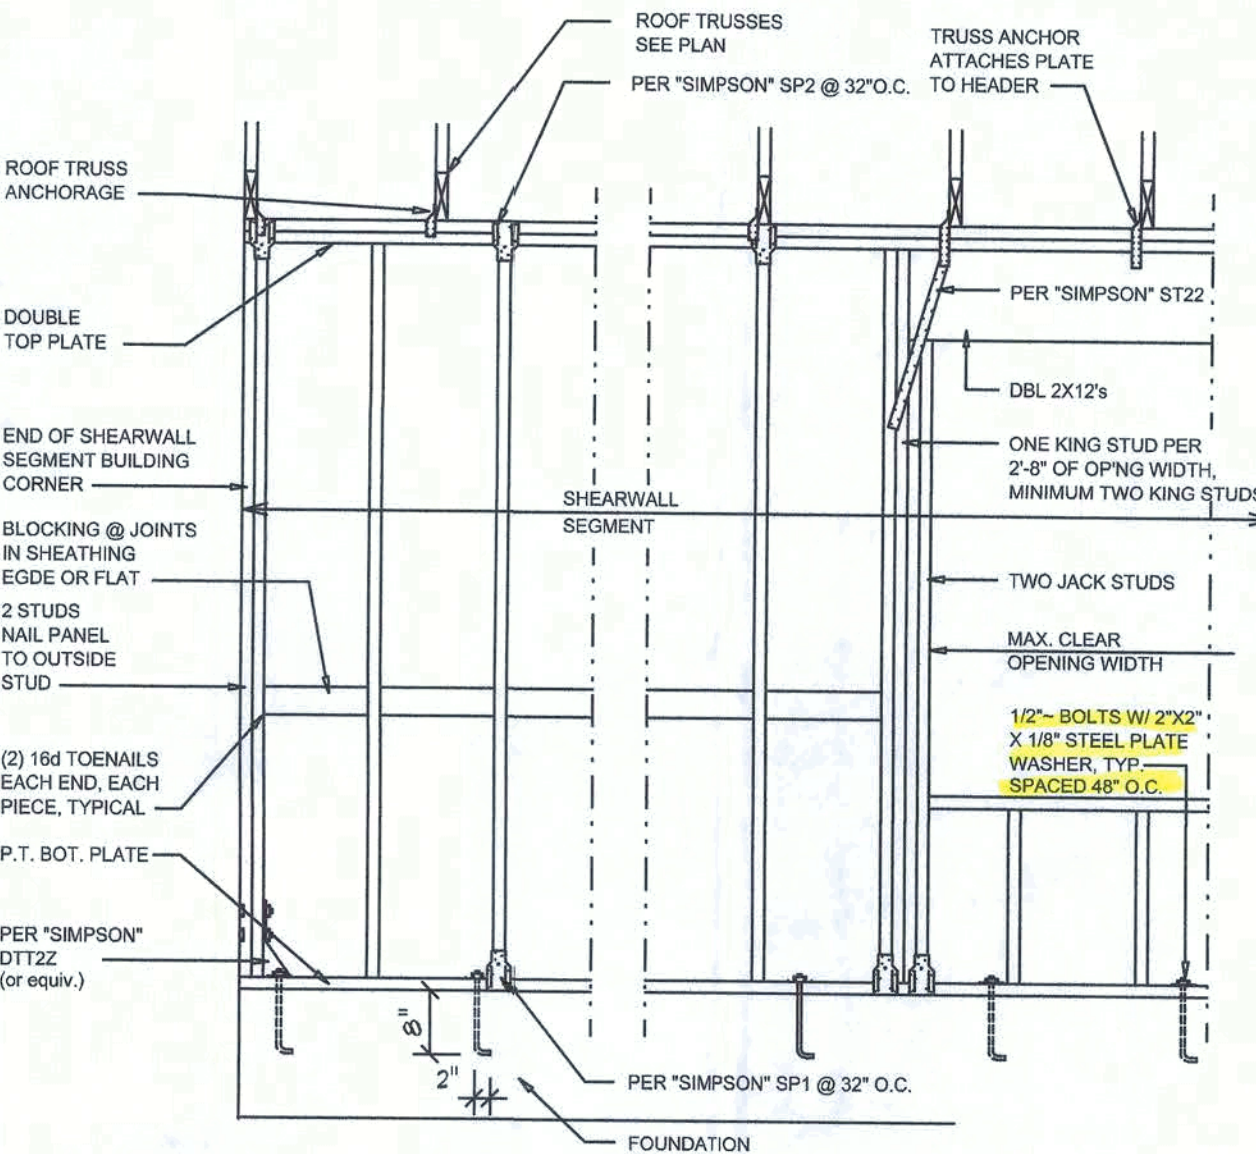 ROOF TRUSSES
SEE PLAN
PER "SIMPSON" SP2 @ 32"O.C.
TRUSS ANCHOR
ATTACHES PLATE
TO HEADER
ROOF TRUSS
ANCHORAGE
PER "SIMPSON" ST22
DOUBLE
TOP PLATE
DBL 2X12's
END OF SHEARWALL
SEGMENT BUILDING
CORNER
ONE KING STUD PER
2'-8" OF OP'NG WIDTH,
MINIMUM TWO KING STUDS
SHEARWALL
SEGMENT
BLOCKING @ JOINTS
IN SHEATHING
EGDE OR FLAT
TWO JACK STUDS
2 STUDS
NAIL PANEL
TO OUTSIDE
STUD
MAX. CLEAR
OPENING WIDTH
1/2"~ BOLTS W/ 2"X2"
X 1/8" STEEL PLATE
WASHER, TYP.
SPACED 48" O.C.
(2) 16d TOENAILS
EACH END, EACH
PIECE, TYPICAL
P.T. BOT. PLATE
PER "SIMPSON"
DTT2Z
(or equiv.)
8"
2"
PER "SIMPSON" SP1 @ 32" O.C.
FOUNDATION